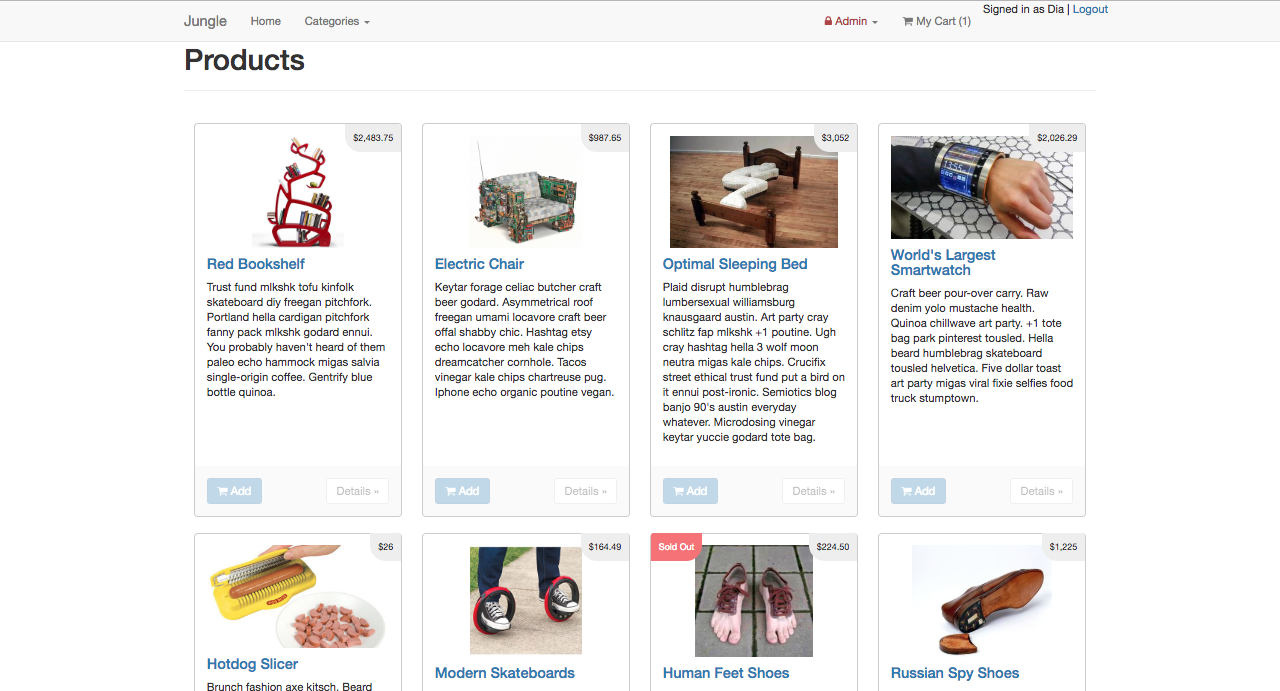 Jungle Home Categories Admin My Cart (1) Signed in as Dia | Logout
Products
$2,483.75
Red Bookshelf
Trust fund mlkshk tofu kinfolk
skateboard diy freegan pitchfork.
Portland hella cardigan pitchfork
fanny pack mlkshk godard ennui.
You probably haven't heard of them
paleo echo hammock migas salvia
single-origin coffee. Gentrify blue
bottle quinoa.
Add Details »
$987.65
Electric Chair
Keytar forage celiac butcher craft
beer godard. Asymmetrical roof
freegan umami locavore craft beer
offal shabby chic. Hashtag etsy
echo locavore meh kale chips
dreamcatcher cornhole. Tacos
vinegar kale chips chartreuse pug.
Iphone echo organic poutine vegan.
Add Details »
$3,052
Optimal Sleeping Bed
Plaid disrupt humblebrag
lumbersexual williamsburg
knausgaard austin. Art party cray
schlitz fap mlkshk +1 poutine. Ugh
cray hashtag hella 3 wolf moon
neutra migas kale chips. Crucifix
street ethical trust fund put a bird on
it ennui post-ironic. Semiotics blog
banjo 90's austin everyday
whatever. Microdosing vinegar
keytar yuccie godard tote bag.
Add Details »
$2,026.29
World's Largest
Smartwatch
Craft beer pour-over carry. Raw
denim yolo mustache health.
Quinoa chillwave art party. +1 tote
bag park pinterest tousled. Hella
beard humblebrag skateboard
tousled helvetica. Five dollar toast
art party migas viral fixie selfies food
truck stumptown.
Add Details »
$26
Hotdog Slicer
Brunch fashion axe kitsch. Beard
$164.49
Modern Skateboards
Sold Out
$224.50
Human Feet Shoes
$1,225
Russian Spy Shoes